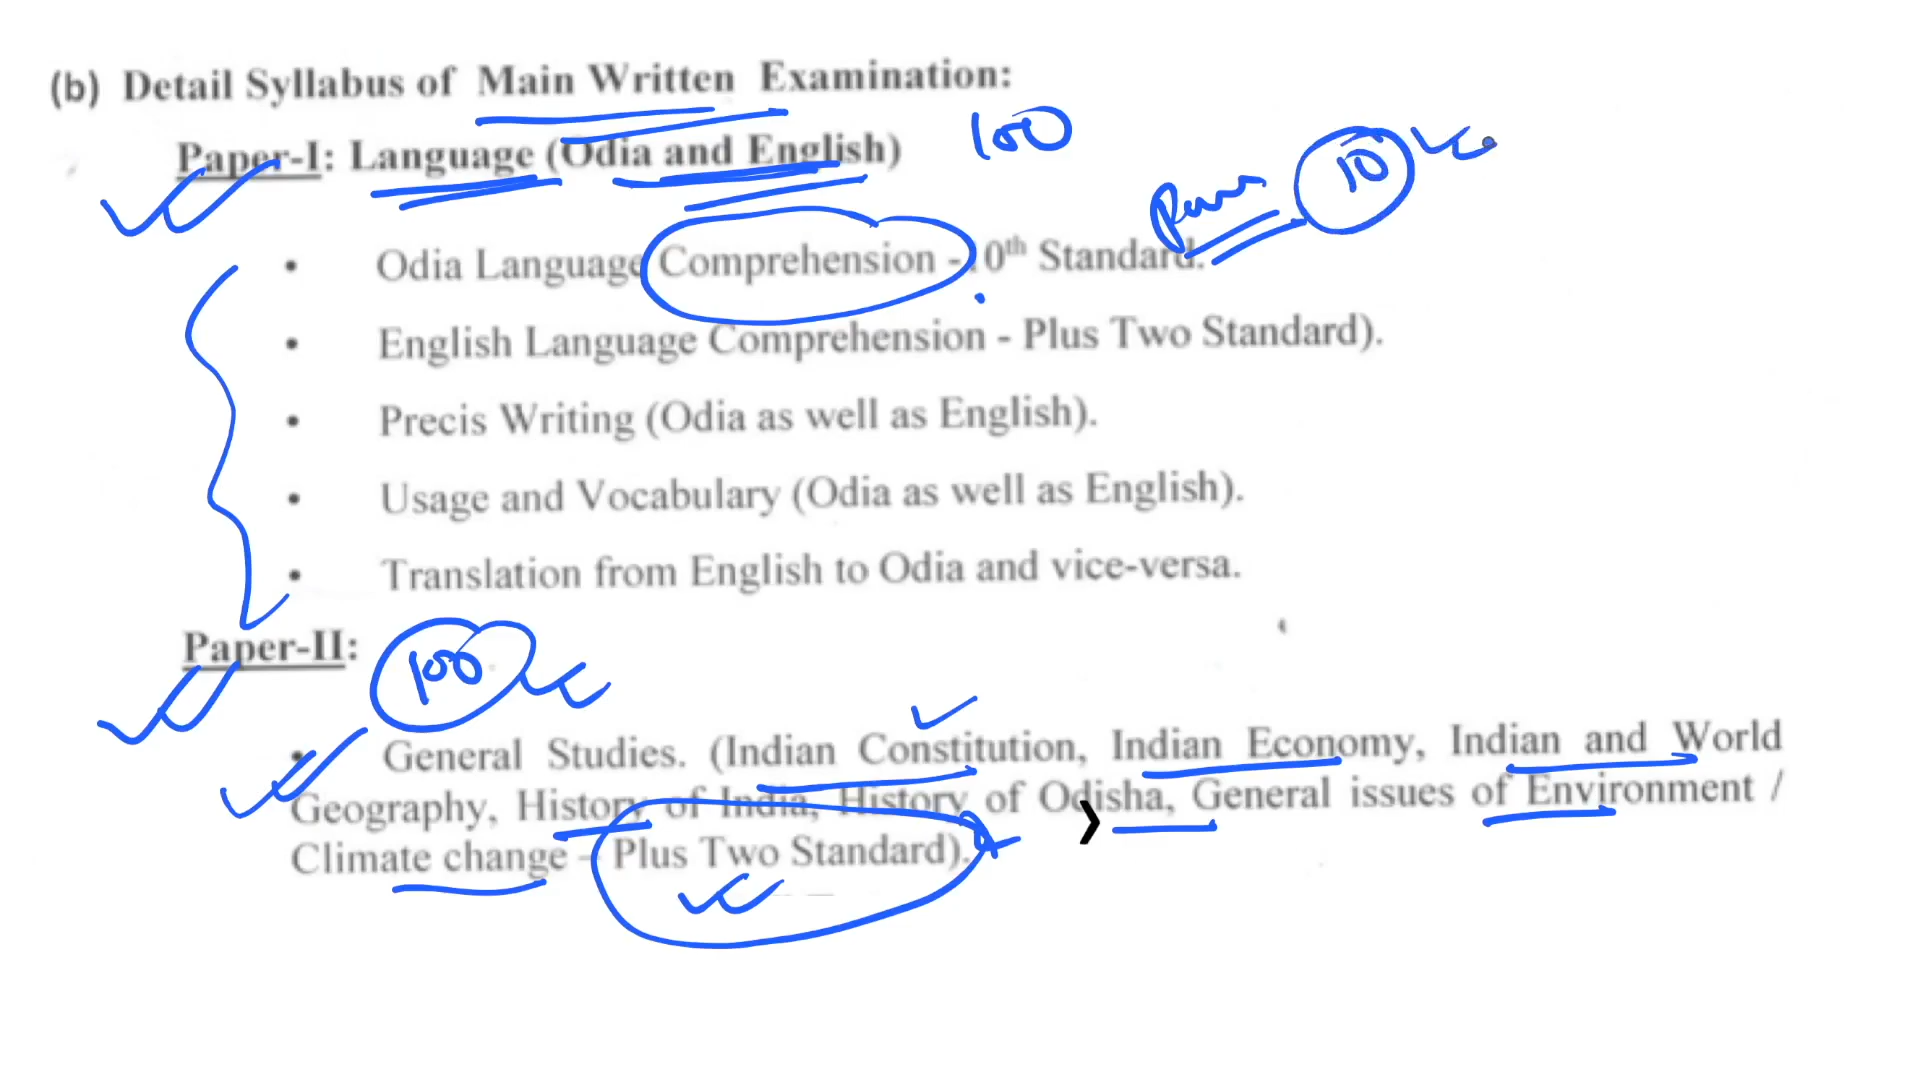 (b) Detail Syllabus of Main Written Examination:
Paper-I: Language (Odia and English) 100
10
Odia Language Comprehension - 0th Standard.
• English Language Comprehension - Plus Two Standard).
• Precis Writing (Odia as well as English).
• Usage and Vocabulary (Odia as well as English).
• Translation from English to Odia and vice-versa.
Paper-II: 100
• General Studies. (Indian Constitution, Indian Economy, Indian and World
Geography, History of India, History of Odisha, General issues of Environment /
Climate change – Plus Two Standard).